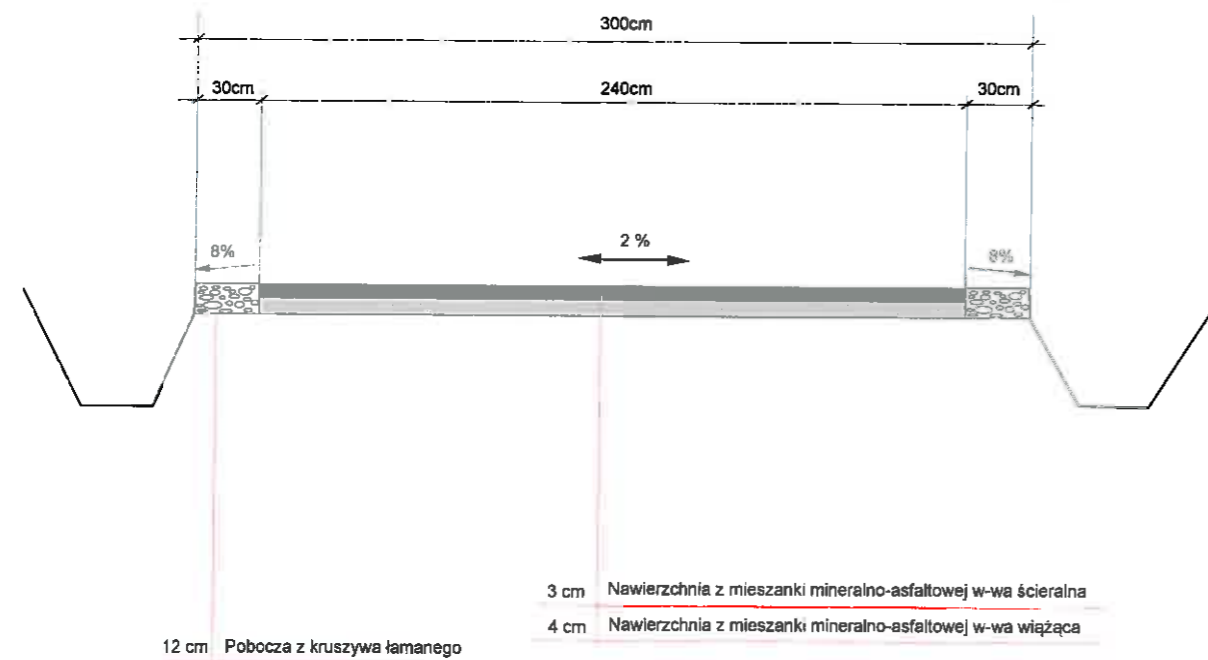 300cm
30cm 240cm 30cm
8% 2 % 8%
3 cm Nawierzchnia z mieszanki mineralno-asfaltowej w-wa ścieralna
4 cm Nawierzchnia z mieszanki mineralno-asfaltowej w-wa wiążąca
12 cm Pobocza z kruszywa łamanego